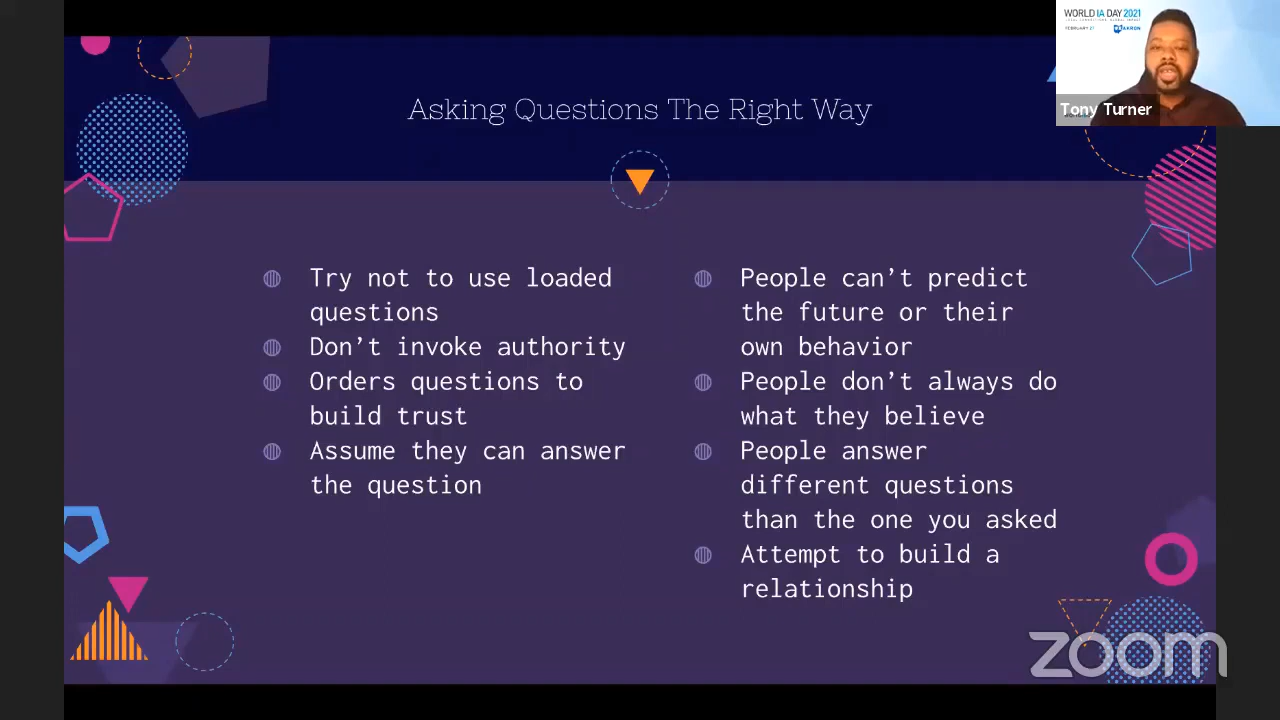 Asking Questions The Right Way
Try not to use loaded
questions
Don't invoke authority
Orders questions to
build trust
Assume they can answer
the question
People can't predict
the future or their
own behavior
People don't always do
what they believe
People answer
different questions
than the one you asked
Attempt to build a
relationship
WORLD IA DAY 2021
FEBRUARY 27
AKRON
Tony Turner
zoom